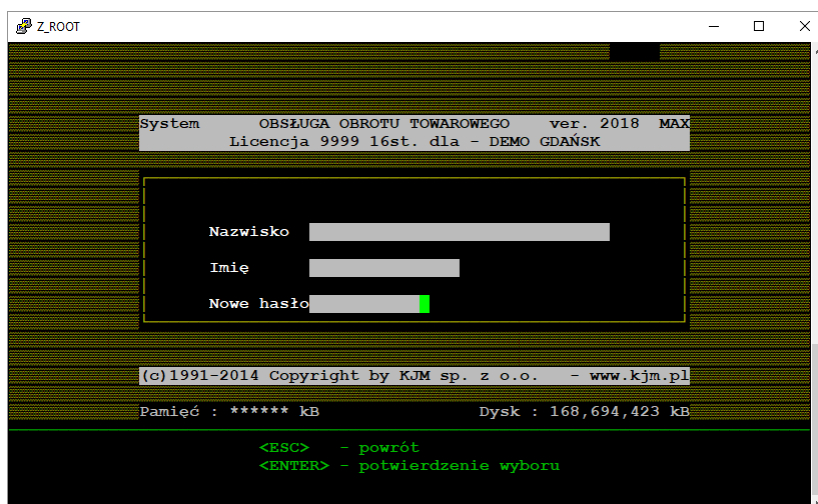 Z_ROOT
System OBSŁUGA OBROTU TOWAROWEGO ver. 2018 MAX
Licencja 9999 16st. dla - DEMO GDAŃSK
Nazwisko
Imię
Nowe hasło
(c)1991-2014 Copyright by KJM sp. z o.o. - www.kjm.pl
Pamięć : ****** kB Dysk : 168,694,423 kB
<ESC> - powrót
<ENTER> - potwierdzenie wyboru